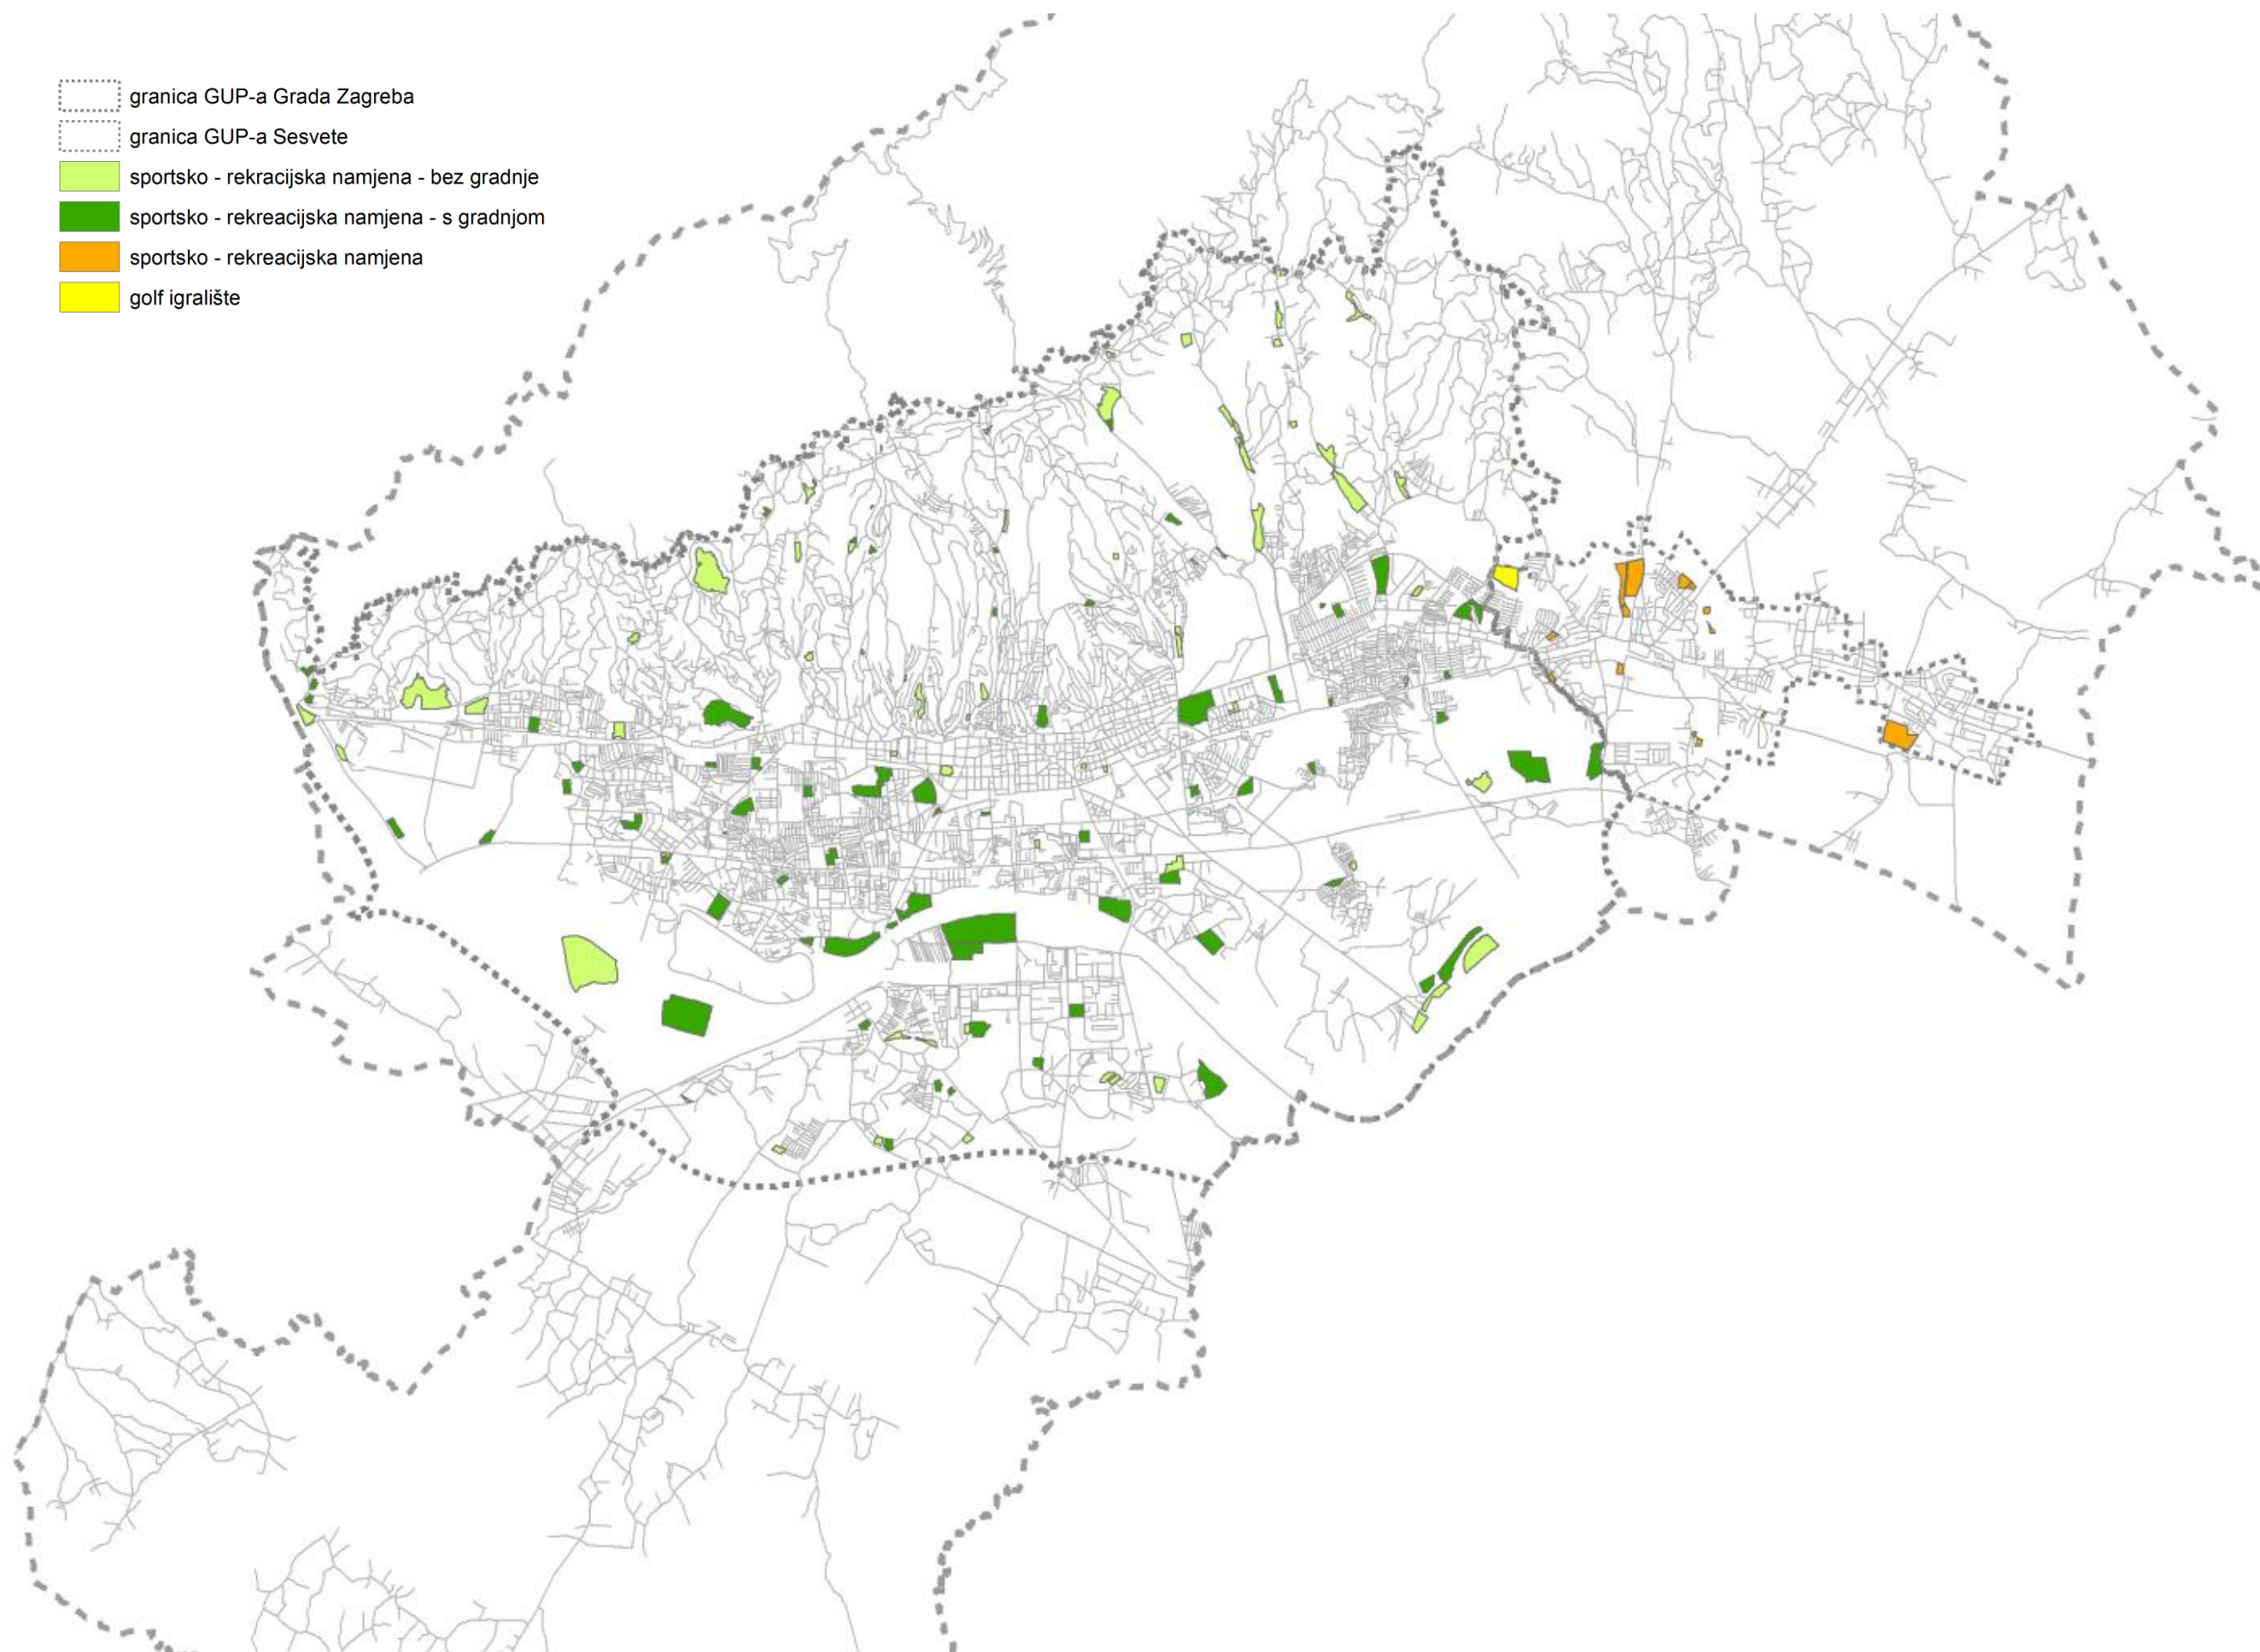 granica GUP-a Grada Zagreba
granica GUP-a Sesvete
sportsko - rekracijska namjena - bez gradnje
sportsko - rekreacijska namjena - s gradnjom
sportsko - rekreacijska namjena
golf igralište